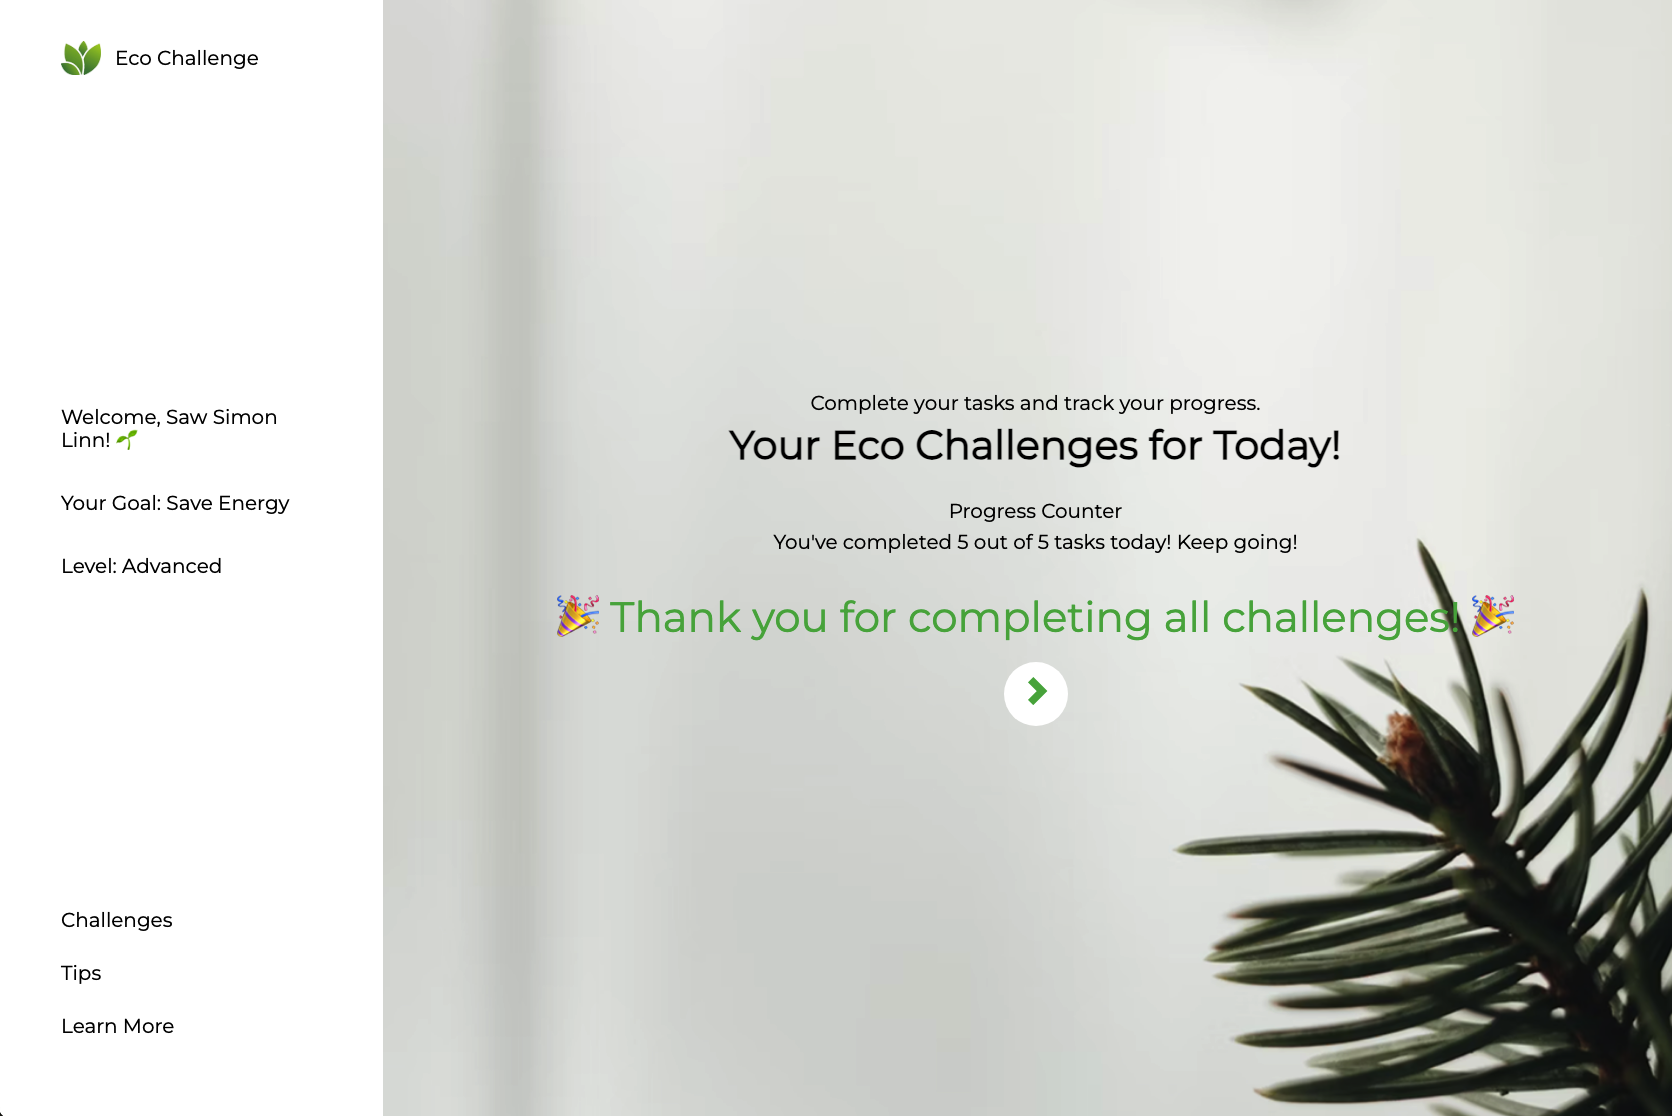 Eco Challenge
Welcome, Saw Simon
Linn! 🌱
Your Goal: Save Energy
Level: Advanced
Challenges
Tips
Learn More
Complete your tasks and track your progress.
Your Eco Challenges for Today!
Progress Counter
You've completed 5 out of 5 tasks today! Keep going!
🎉 Thank you for completing all challenges! 🎉